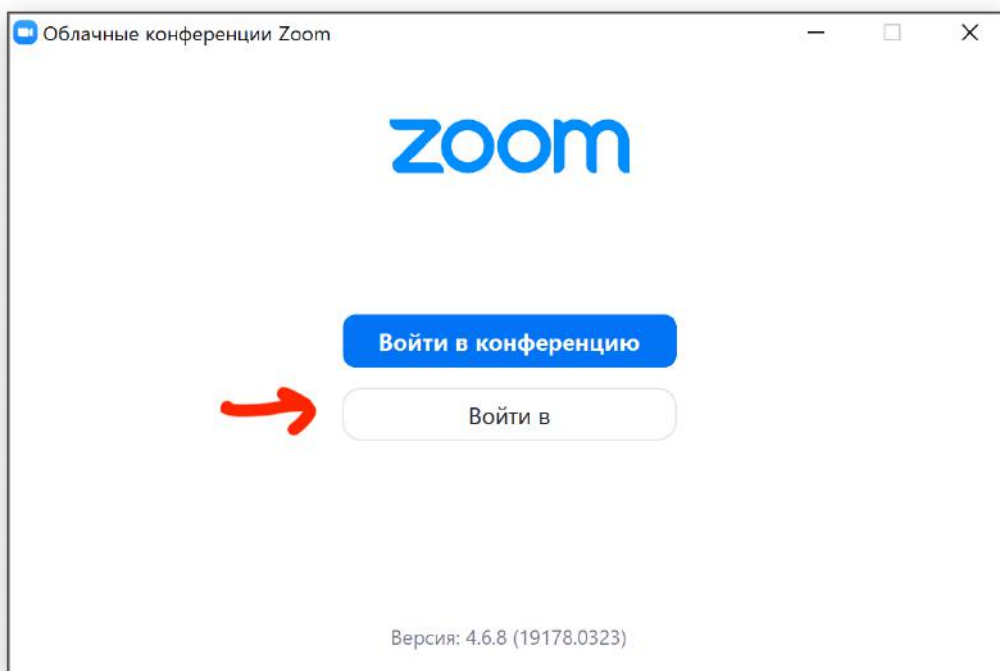 Облачные конференции Zoom
zoom
Войти в конференцию
Войти в
Версия: 4.6.8 (19178.0323)